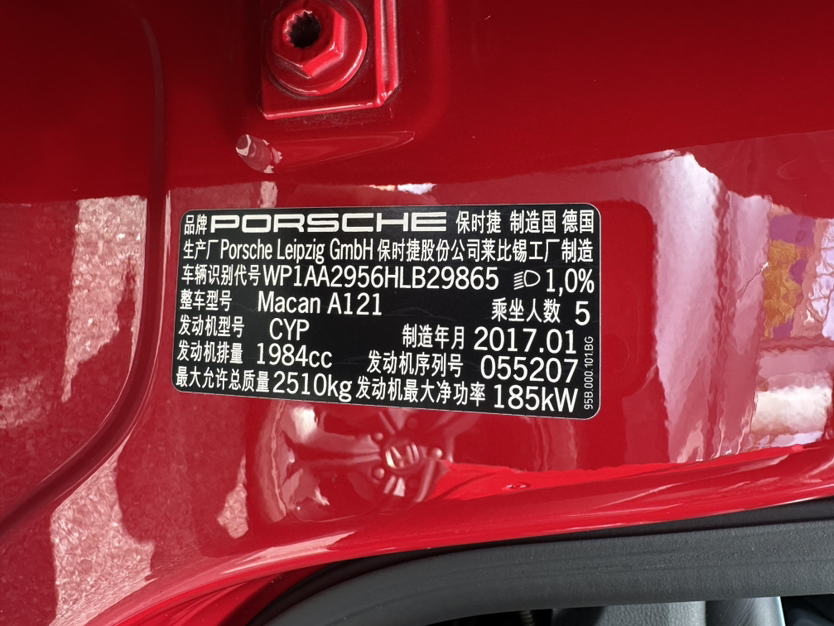 品牌 PORSCHE 保时捷 制造国 德国
生产厂 Porsche Leipzig GmbH 保时捷股份公司莱比锡工厂制造
车辆识别代号 WP1AA2956HLB29865 1,0%
整车型号 Macan A121 乘坐人数 5
发动机型号 CYP 制造年月 2017.01
发动机排量 1984cc 发动机序列号 055207
最大允许总质量 2510kg 发动机最大净功率 185kW
95B.000.101.BG